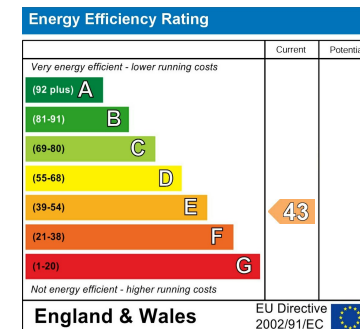 Energy Efficiency Rating
Current
Very energy efficient - lower running costs
(92 plus) A
(81-91) B
(69-80) C
(55-68) D
(39-54) E
43
(21-38) F
(1-20) G
Not energy efficient - higher running costs
England & Wales
EU Directive
2002/91/EC